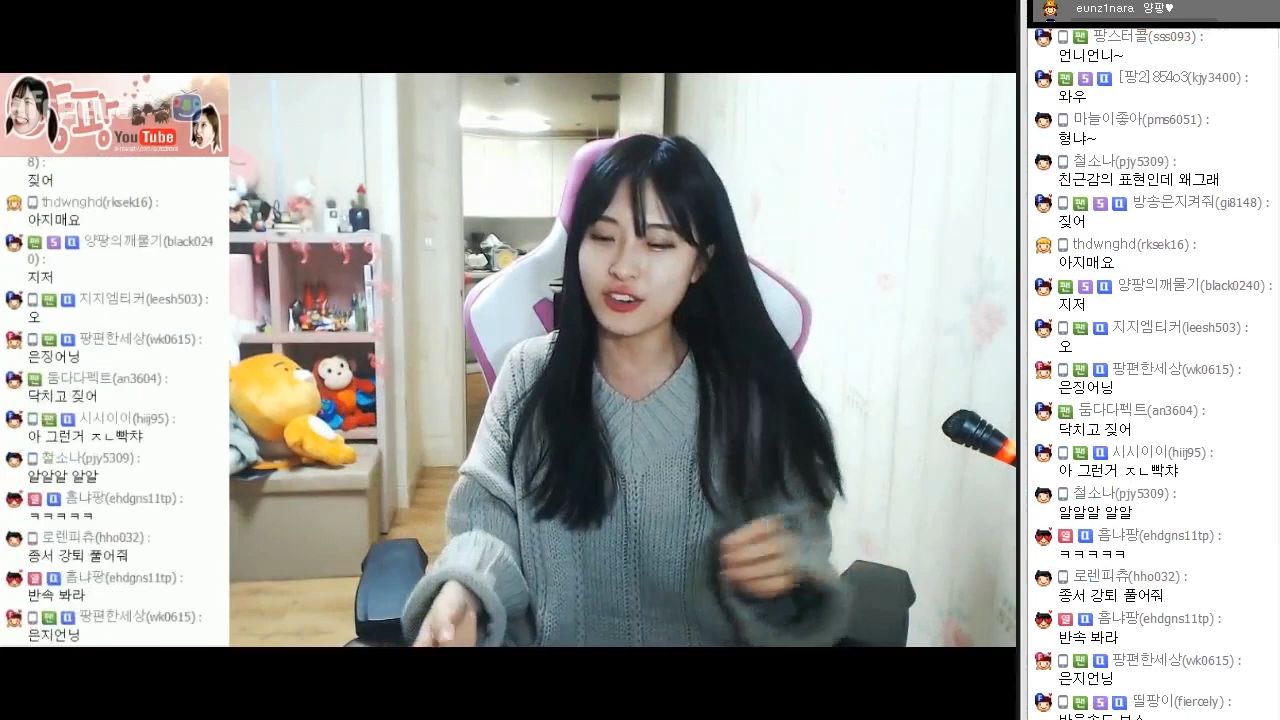 양팡
You Tube
8) :
짖어
thdwnghd(rksek16) :
아지매요
양팡의깨물기(black024
0) :
지저
지지엠티커(leesh503) :
오
팡편한세상(wk0615) :
은징어닝
둠다다펙트(an3604) :
닥치고 짖어
시시이이(hiij95) :
아 그런거 ㅈㄴ빡챠
철소나(pjy5309) :
알알알 알알
홈냐팡(ehdgns11tp) :
ㅋㅋㅋㅋㅋ
로렌피츄(hho032) :
종서 강퇴 풀어줘
홈냐팡(ehdgns11tp) :
반속 봐라
팡편한세상(wk0615) :
은지언닝
eunz1nara 양팡♥
팡스터콜(sss093) :
언니언니~
[팡2]854o3(kjy3400) :
와우
마늘이좋아(pms6051) :
형냐~
철소나(pjy5309) :
친근감의 표현인데 왜그래
방송은지켜줘(gi8148) :
짖어
thdwnghd(rksek16) :
아지매요
양팡의깨물기(black0240) :
지저
지지엠티커(leesh503) :
오
팡편한세상(wk0615) :
은징어닝
둠다다펙트(an3604) :
닥치고 짖어
시시이이(hiij95) :
아 그런거 ㅈㄴ빡챠
철소나(pjy5309) :
알알알 알알
홈냐팡(ehdgns11tp) :
ㅋㅋㅋㅋㅋ
로렌피츄(hho032) :
종서 강퇴 풀어줘
홈냐팡(ehdgns11tp) :
반속 봐라
팡편한세상(wk0615) :
은지언닝
띨팡이(fiercely) :